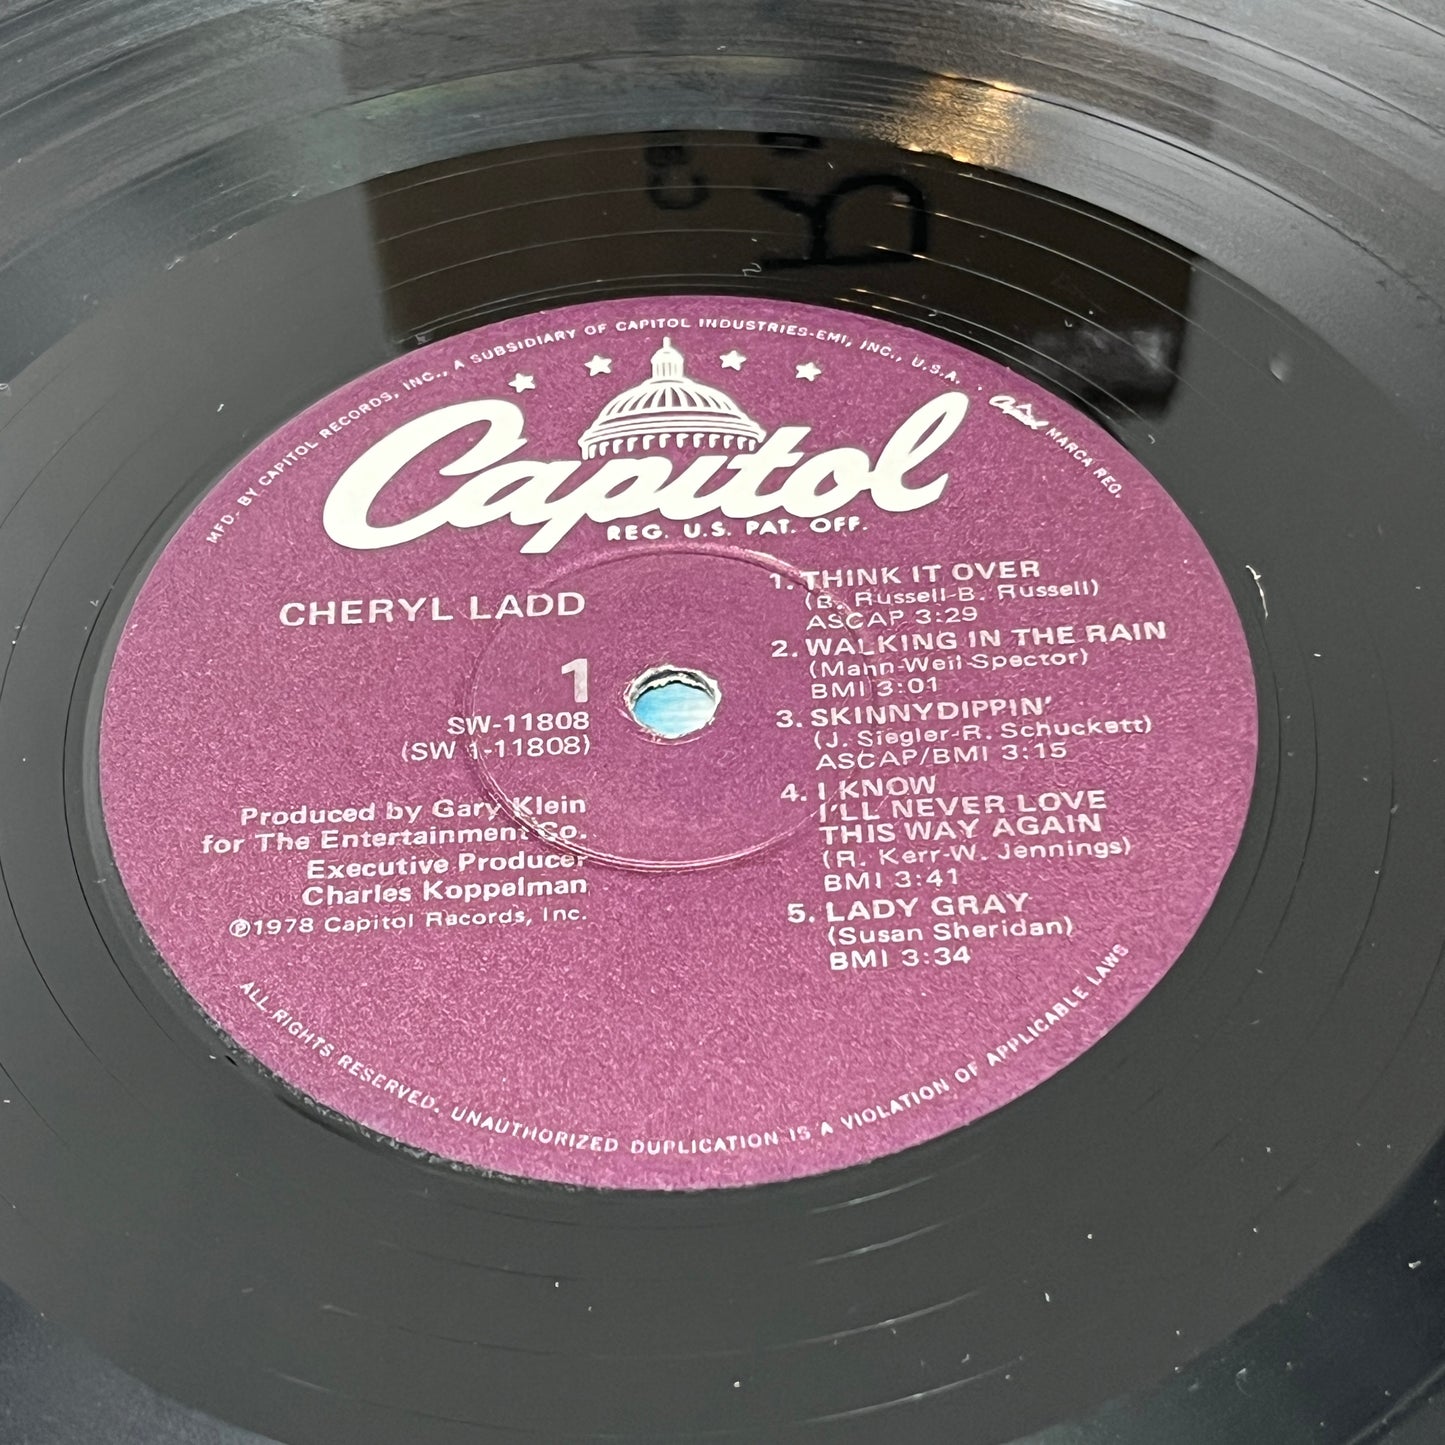 MFD. BY CAPITOL RECORDS, INC., A SUBSIDIARY OF CAPITOL INDUSTRIES-EMI, INC., U.S.A. . Capitol MARCA REG.
Capitol
REG. U.S. PAT. OFF.
CHERYL LADD
1
SW-11808
(SW 1-11808)
Produced by Gary Klein
for The Entertainment Co.
Executive Producer
Charles Koppelman
℗1978 Capitol Records, Inc.
1. THINK IT OVER
(B. Russell-B. Russell)
ASCAP 3:29
2. WALKING IN THE RAIN
(Mann-Weil-Spector)
BMI 3:01
3. SKINNYDIPPIN'
(J. Siegler-R. Schuckett)
ASCAP/BMI 3:15
4. I KNOW
I'LL NEVER LOVE
THIS WAY AGAIN
(R. Kerr-W. Jennings)
BMI 3:41
5. LADY GRAY
(Susan Sheridan)
BMI 3:34
ALL RIGHTS RESERVED. UNAUTHORIZED DUPLICATION IS A VIOLATION OF APPLICABLE LAWS